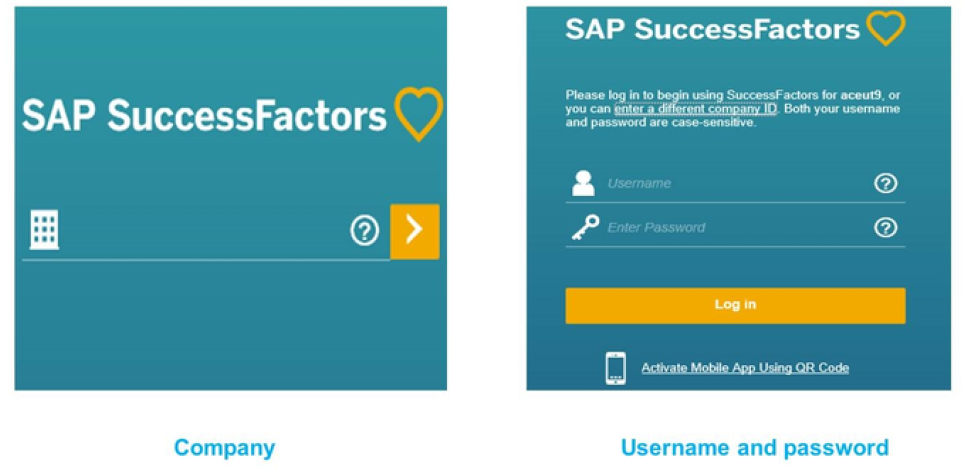 SAP SuccessFactors
Company
SAP SuccessFactors
Please log in to begin using SuccessFactors for aceut9, or
you can enter a different company ID. Both your username
and password are case-sensitive.
Username
Enter Password
Log in
Activate Mobile App Using QR Code
Username and password